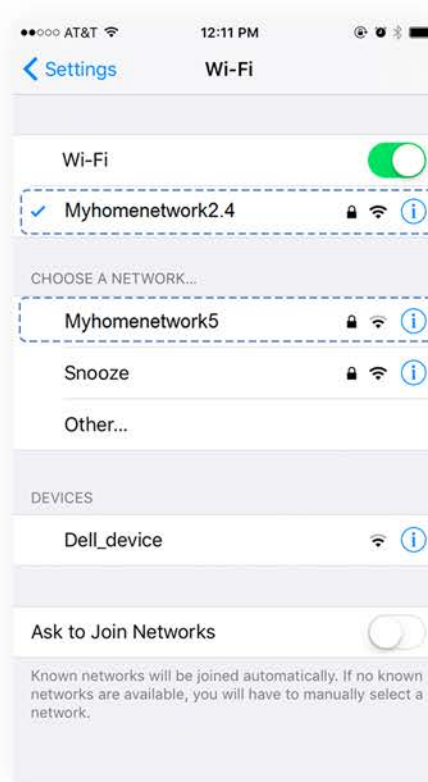 AT&T 12:11 PM
Settings Wi-Fi
Wi-Fi
Myhomenetwork2.4
CHOOSE A NETWORK...
Myhomenetwork5
Snooze
Other...
DEVICES
Dell_device
Ask to Join Networks
Known networks will be joined automatically. If no known
networks are available, you will have to manually select a
network.